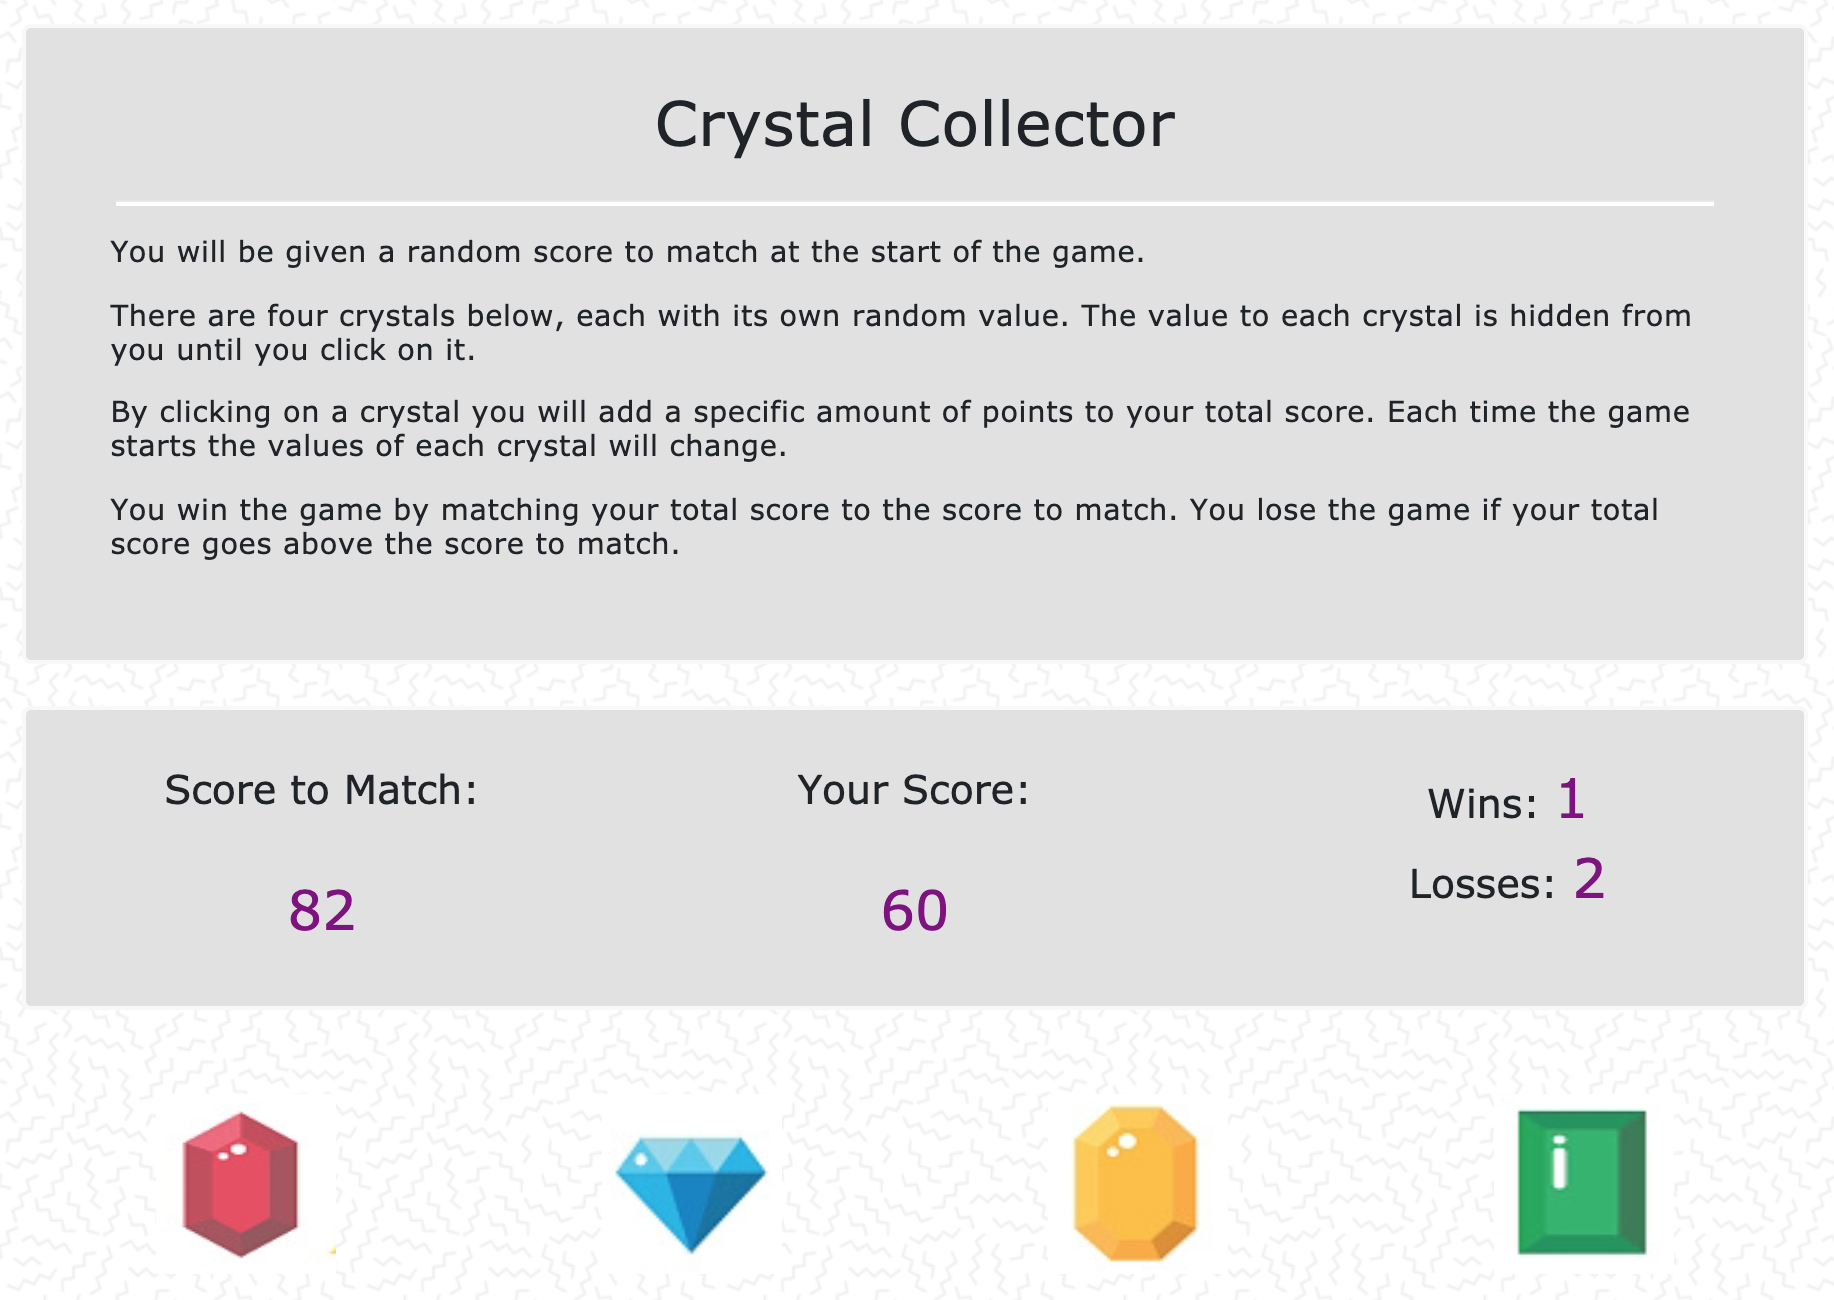 Crystal Collector
You will be given a random score to match at the start of the game.
There are four crystals below, each with its own random value. The value to each crystal is hidden from
you until you click on it.
By clicking on a crystal you will add a specific amount of points to your total score. Each time the game
starts the values of each crystal will change.
You win the game by matching your total score to the score to match. You lose the game if your total
score goes above the score to match.
Score to Match:
82
Your Score:
60
Wins: 1
Losses: 2